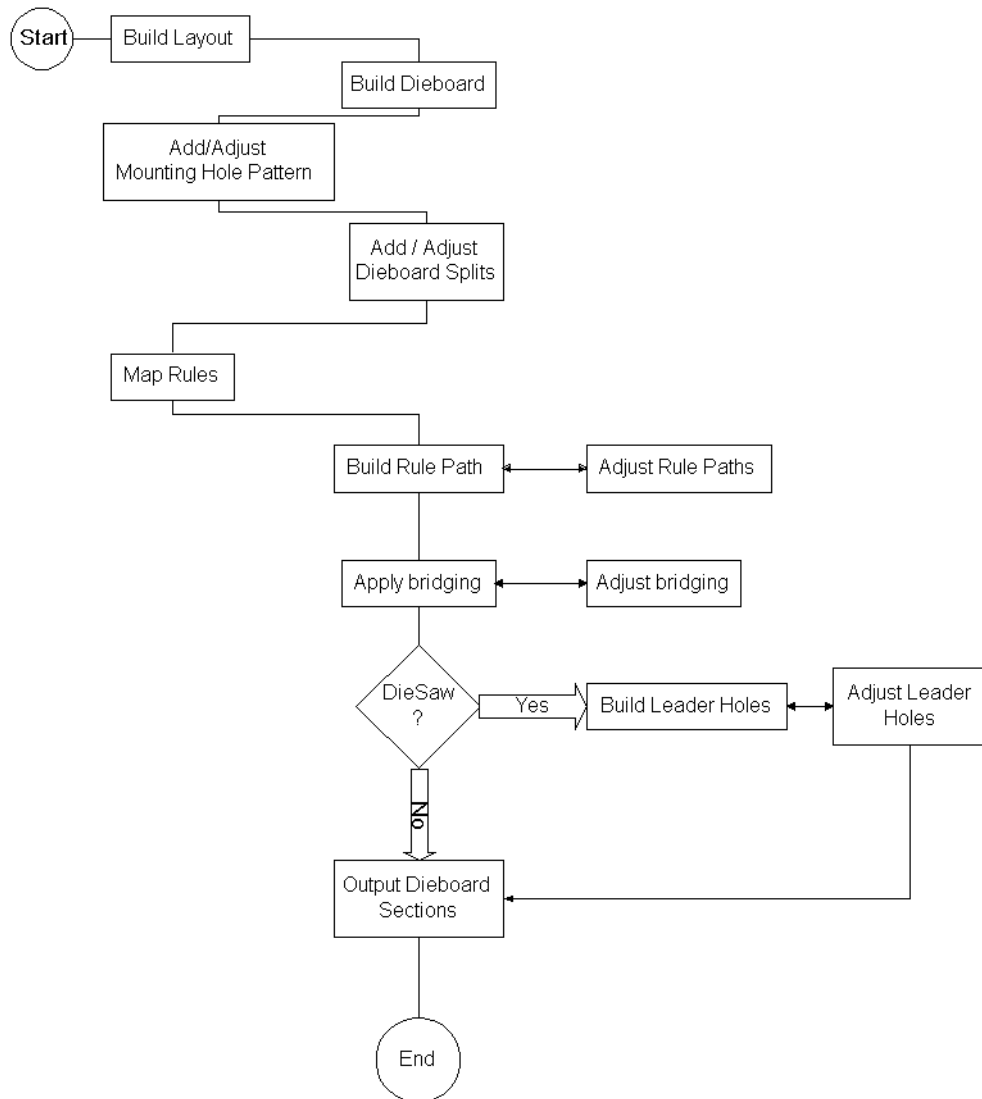 Start
Build Layout
Build Dieboard
Add/Adjust
Mounting Hole Pattern
Add / Adjust
Dieboard Splits
Map Rules
Build Rule Path
Adjust Rule Paths
Apply bridging
Adjust bridging
DieSaw
?
Yes
Build Leader Holes
Adjust Leader
Holes
No
Output Dieboard
Sections
End